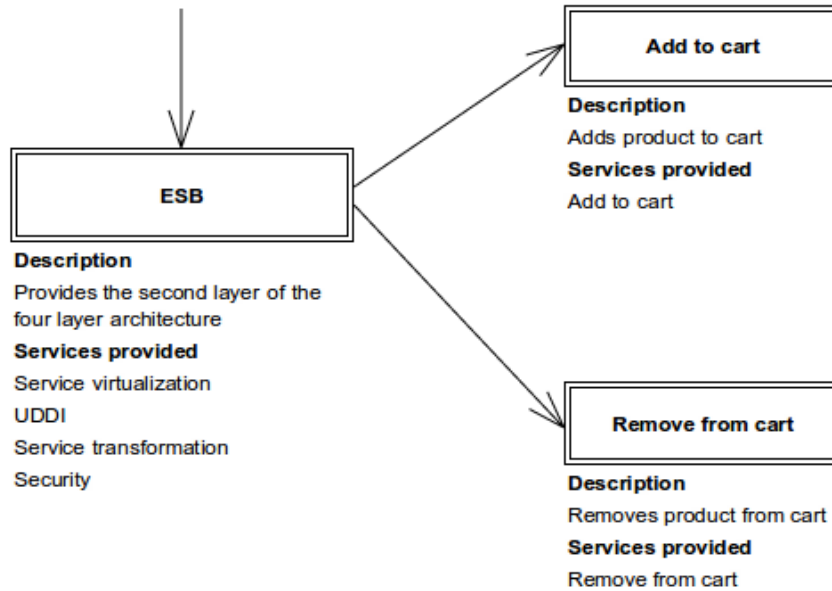 Add to cart
Description
Adds product to cart
Services provided
Add to cart
ESB
Description
Provides the second layer of the
four layer architecture
Services provided
Service virtualization
UDDI
Service transformation
Security
Remove from cart
Description
Removes product from cart
Services provided
Remove from cart